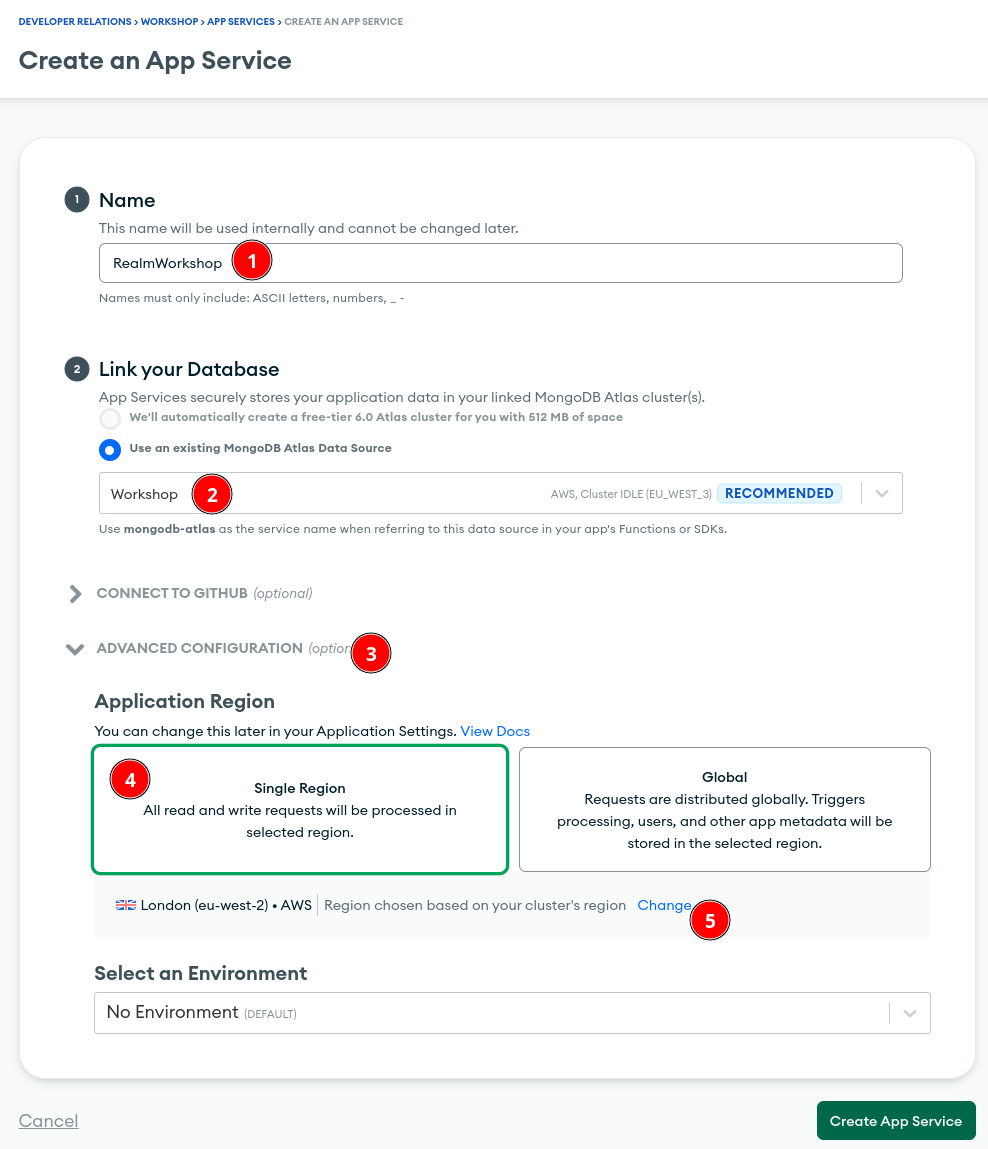 DEVELOPER RELATIONS > WORKSHOP > APP SERVICES > CREATE AN APP SERVICE
Create an App Service
1 Name
This name will be used internally and cannot be changed later.
RealmWorkshop 1
Names must only include: ASCII letters, numbers, _ -
2 Link your Database
App Services securely stores your application data in your linked MongoDB Atlas cluster(s).
We'll automatically create a free-tier 6.0 Atlas cluster for you with 512 MB of space
Use an existing MongoDB Atlas Data Source
Workshop 2 AWS, Cluster IDLE (EU_WEST_3) RECOMMENDED
Use mongodb-atlas as the service name when referring to this data source in your app's Functions or SDKs.
CONNECT TO GITHUB (optional)
ADVANCED CONFIGURATION (option 3
Application Region
You can change this later in your Application Settings. View Docs
4
Single Region
All read and write requests will be processed in
selected region.
Global
Requests are distributed globally. Triggers
processing, users, and other app metadata will be
stored in the selected region.
London (eu-west-2) • AWS Region chosen based on your cluster's region Change 5
Select an Environment
No Environment (DEFAULT)
Cancel
Create App Service